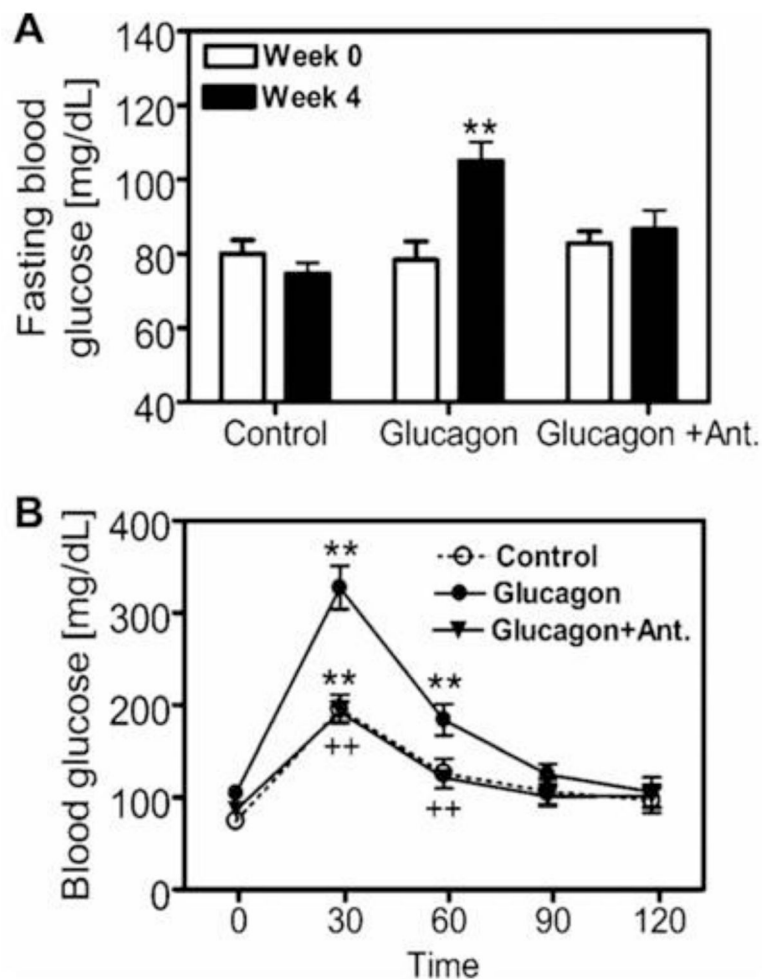 A
Fasting blood
glucose [mg/dL]
140
120
100
80
60
40
Week 0
Week 4
**
Control
Glucagon
Glucagon +Ant.
B
Blood glucose [mg/dL]
400
300
200
100
0
Control
Glucagon
Glucagon+Ant.
**
**
**
++
++
0 30 60 90 120
Time